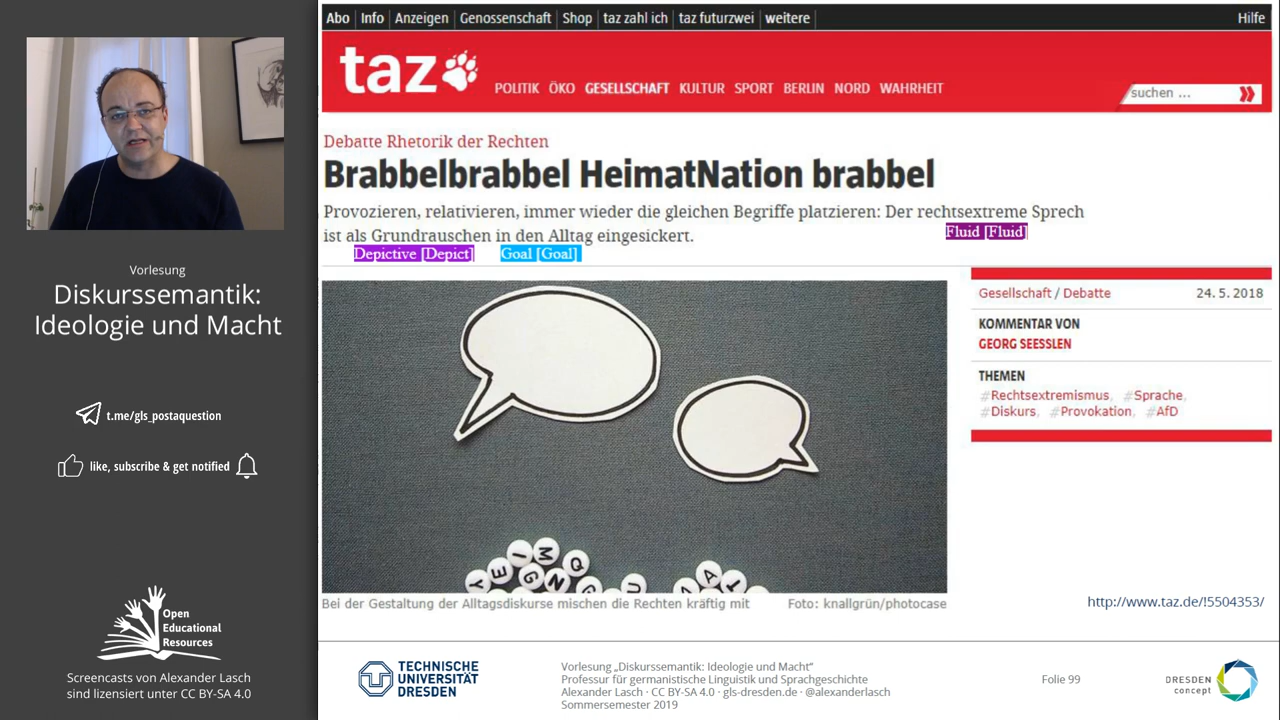 Abo Info Anzeigen Genossenschaft Shop taz zahl ich taz futurzwei weitere Hilfe
taz
POLITIK ÖKO GESELLSCHAFT KULTUR SPORT BERLIN NORD WAHRHEIT
suchen ...
Debatte Rhetorik der Rechten
Brabbelbrabbel HeimatNation brabbel
Provozieren, relativieren, immer wieder die gleichen Begriffe platzieren: Der rechtsextreme Sprech
Fluid [Fluid]
ist als Grundrauschen in den Alltag eingesickert.
Depictive [Depict] Goal [Goal]
Gesellschaft / Debatte 24. 5. 2018
KOMMENTAR VON
GEORG SEESSLEN
THEMEN
#Rechtsextremismus, #Sprache,
#Diskurs, #Provokation, #AfD
Bei der Gestaltung der Alltagsdiskurse mischen die Rechten kräftig mit Foto: knallgrün/photocase
http://www.taz.de/!5504353/
Vorlesung
Diskurssemantik:
Ideologie und Macht
t.me/gls_postaquestion
like, subscribe & get notified
Open
Educational
Resources
Screencasts von Alexander Lasch
sind lizensiert unter CC BY-SA 4.0
TECHNISCHE
UNIVERSITÄT
DRESDEN
Vorlesung „Diskurssemantik: Ideologie und Macht“
Professur für germanistische Linguistik und Sprachgeschichte
Alexander Lasch · CC BY-SA 4.0 · gls-dresden.de · @alexanderlasch
Sommersemester 2019
Folie 99
DRESDEN
concept